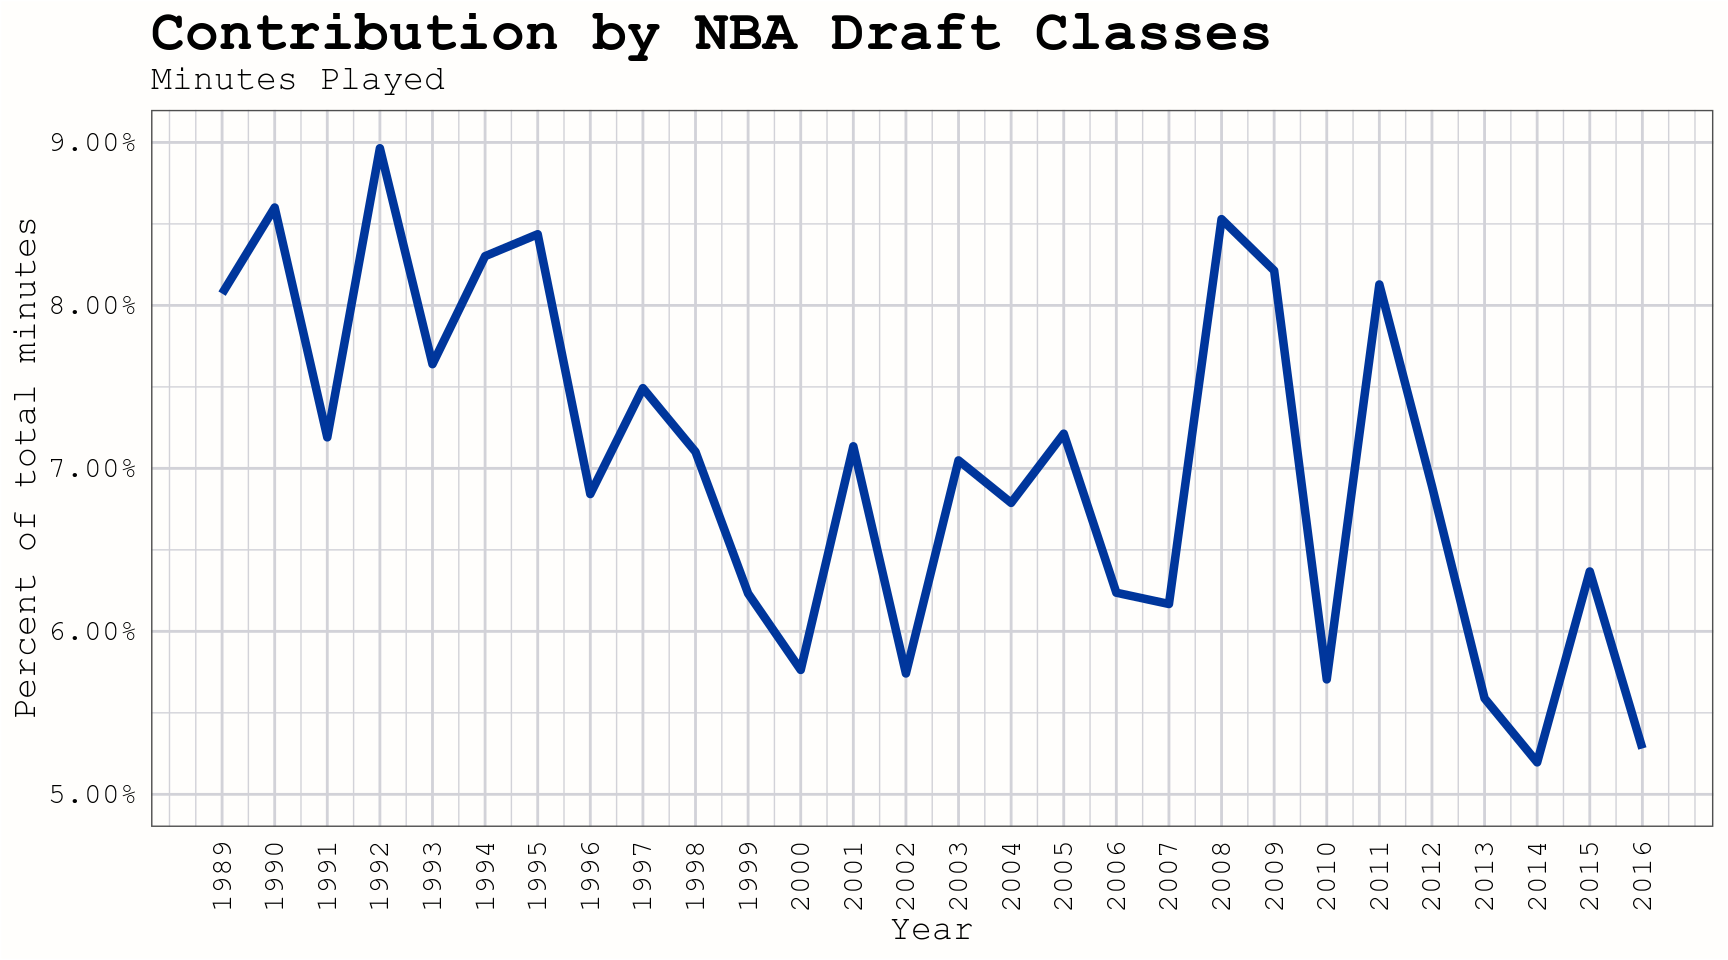 Contribution by NBA Draft Classes
Minutes Played
Percent of total minutes
9.00%
8.00%
7.00%
6.00%
5.00%
1989 1990 1991 1992 1993 1994 1995 1996 1997 1998 1999 2000 2001 2002 2003 2004 2005 2006 2007 2008 2009 2010 2011 2012 2013 2014 2015 2016
Year